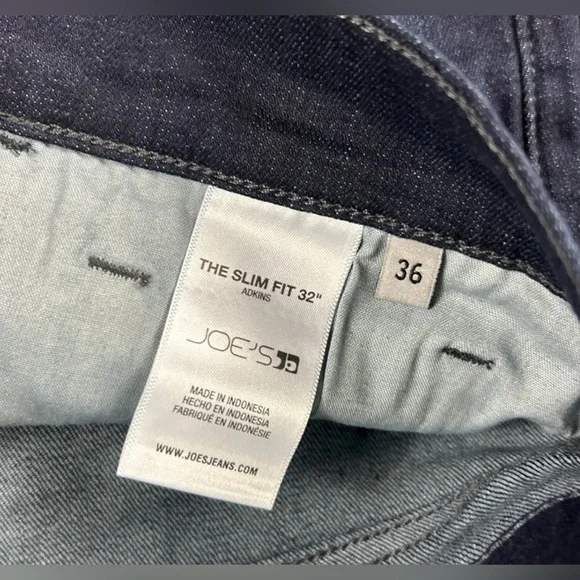 THE SLIM FIT 32"
ADKINS
JOE'S
MADE IN INDONESIA
HECHO EN INDONESIA
FABRIQUÉ EN INDONÉSIE
WWW.JOESJEANS.COM
36